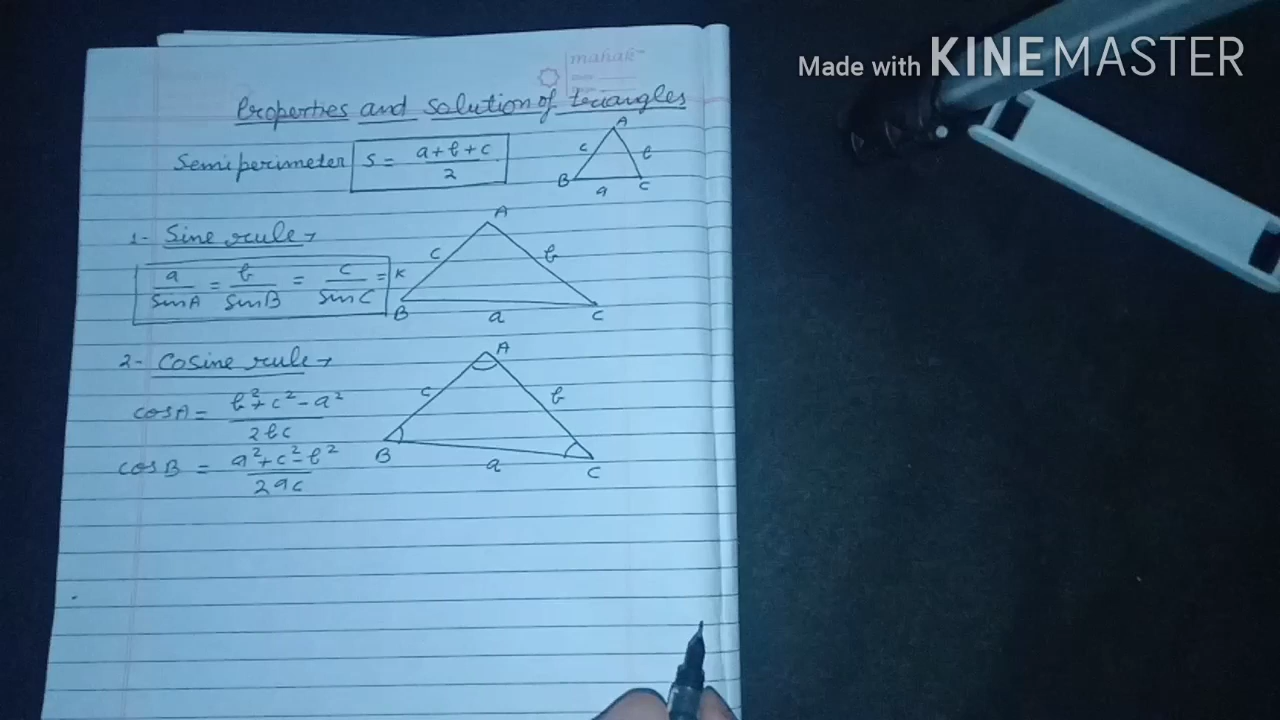 Made with KINEMASTER
mahak
Properties and solution of triangles
Semiperimeter S = a+b+c / 2
A
c b
B a C
1- Sine rule →
a / sinA = b / sinB = c / sinC = K
A
c b
B a C
2- Cosine rule →
cosA = b²+c²-a² / 2bc
cosB = a²+c²-b² / 2ac
A
c b
B a C